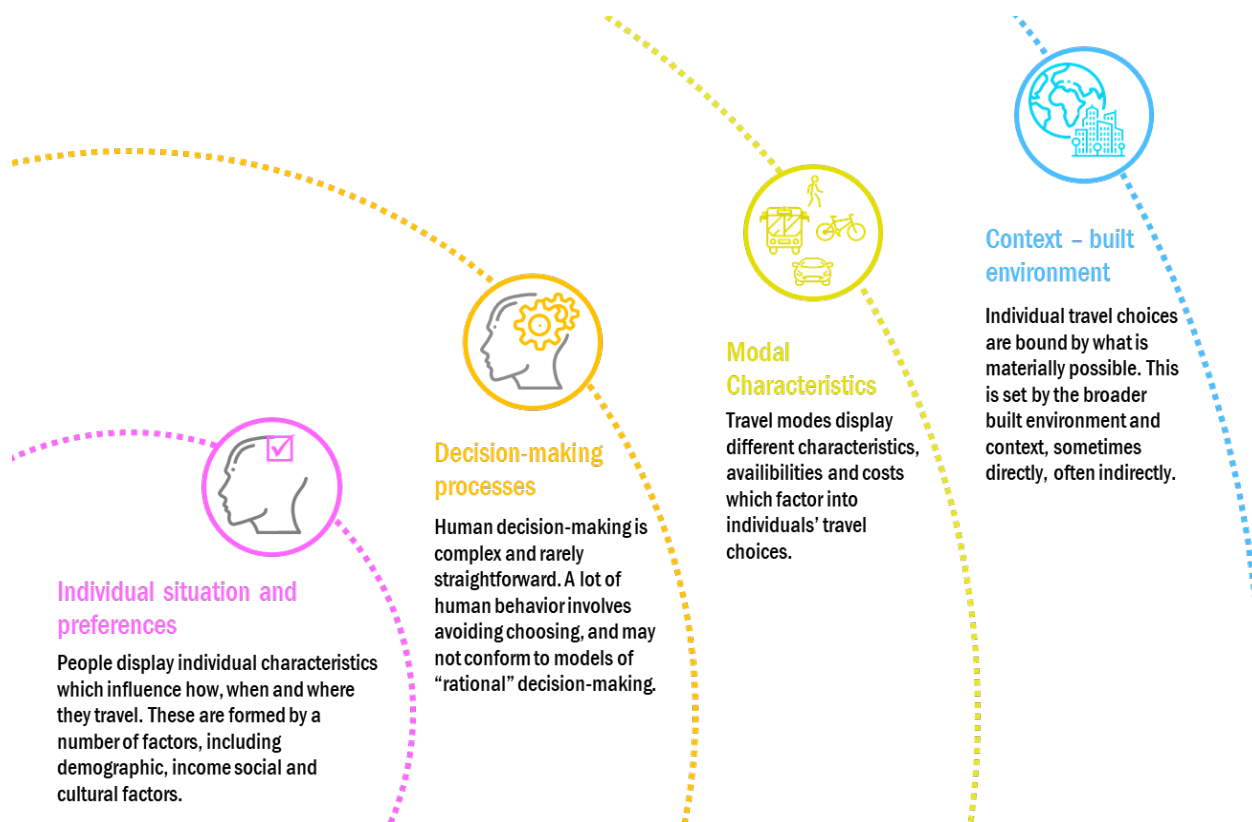 Individual situation and
preferences
People display individual characteristics
which influence how, when and where
they travel. These are formed by a
number of factors, including
demographic, income social and
cultural factors.
Decision-making
processes
Human decision-making is
complex and rarely
straightforward. A lot of
human behavior involves
avoiding choosing, and may
not conform to models of
“rational” decision-making.
Modal
Characteristics
Travel modes display
different characteristics,
availibilities and costs
which factor into
individuals’ travel
choices.
Context – built
environment
Individual travel choices
are bound by what is
materially possible. This
is set by the broader
built environment and
context, sometimes
directly, often indirectly.